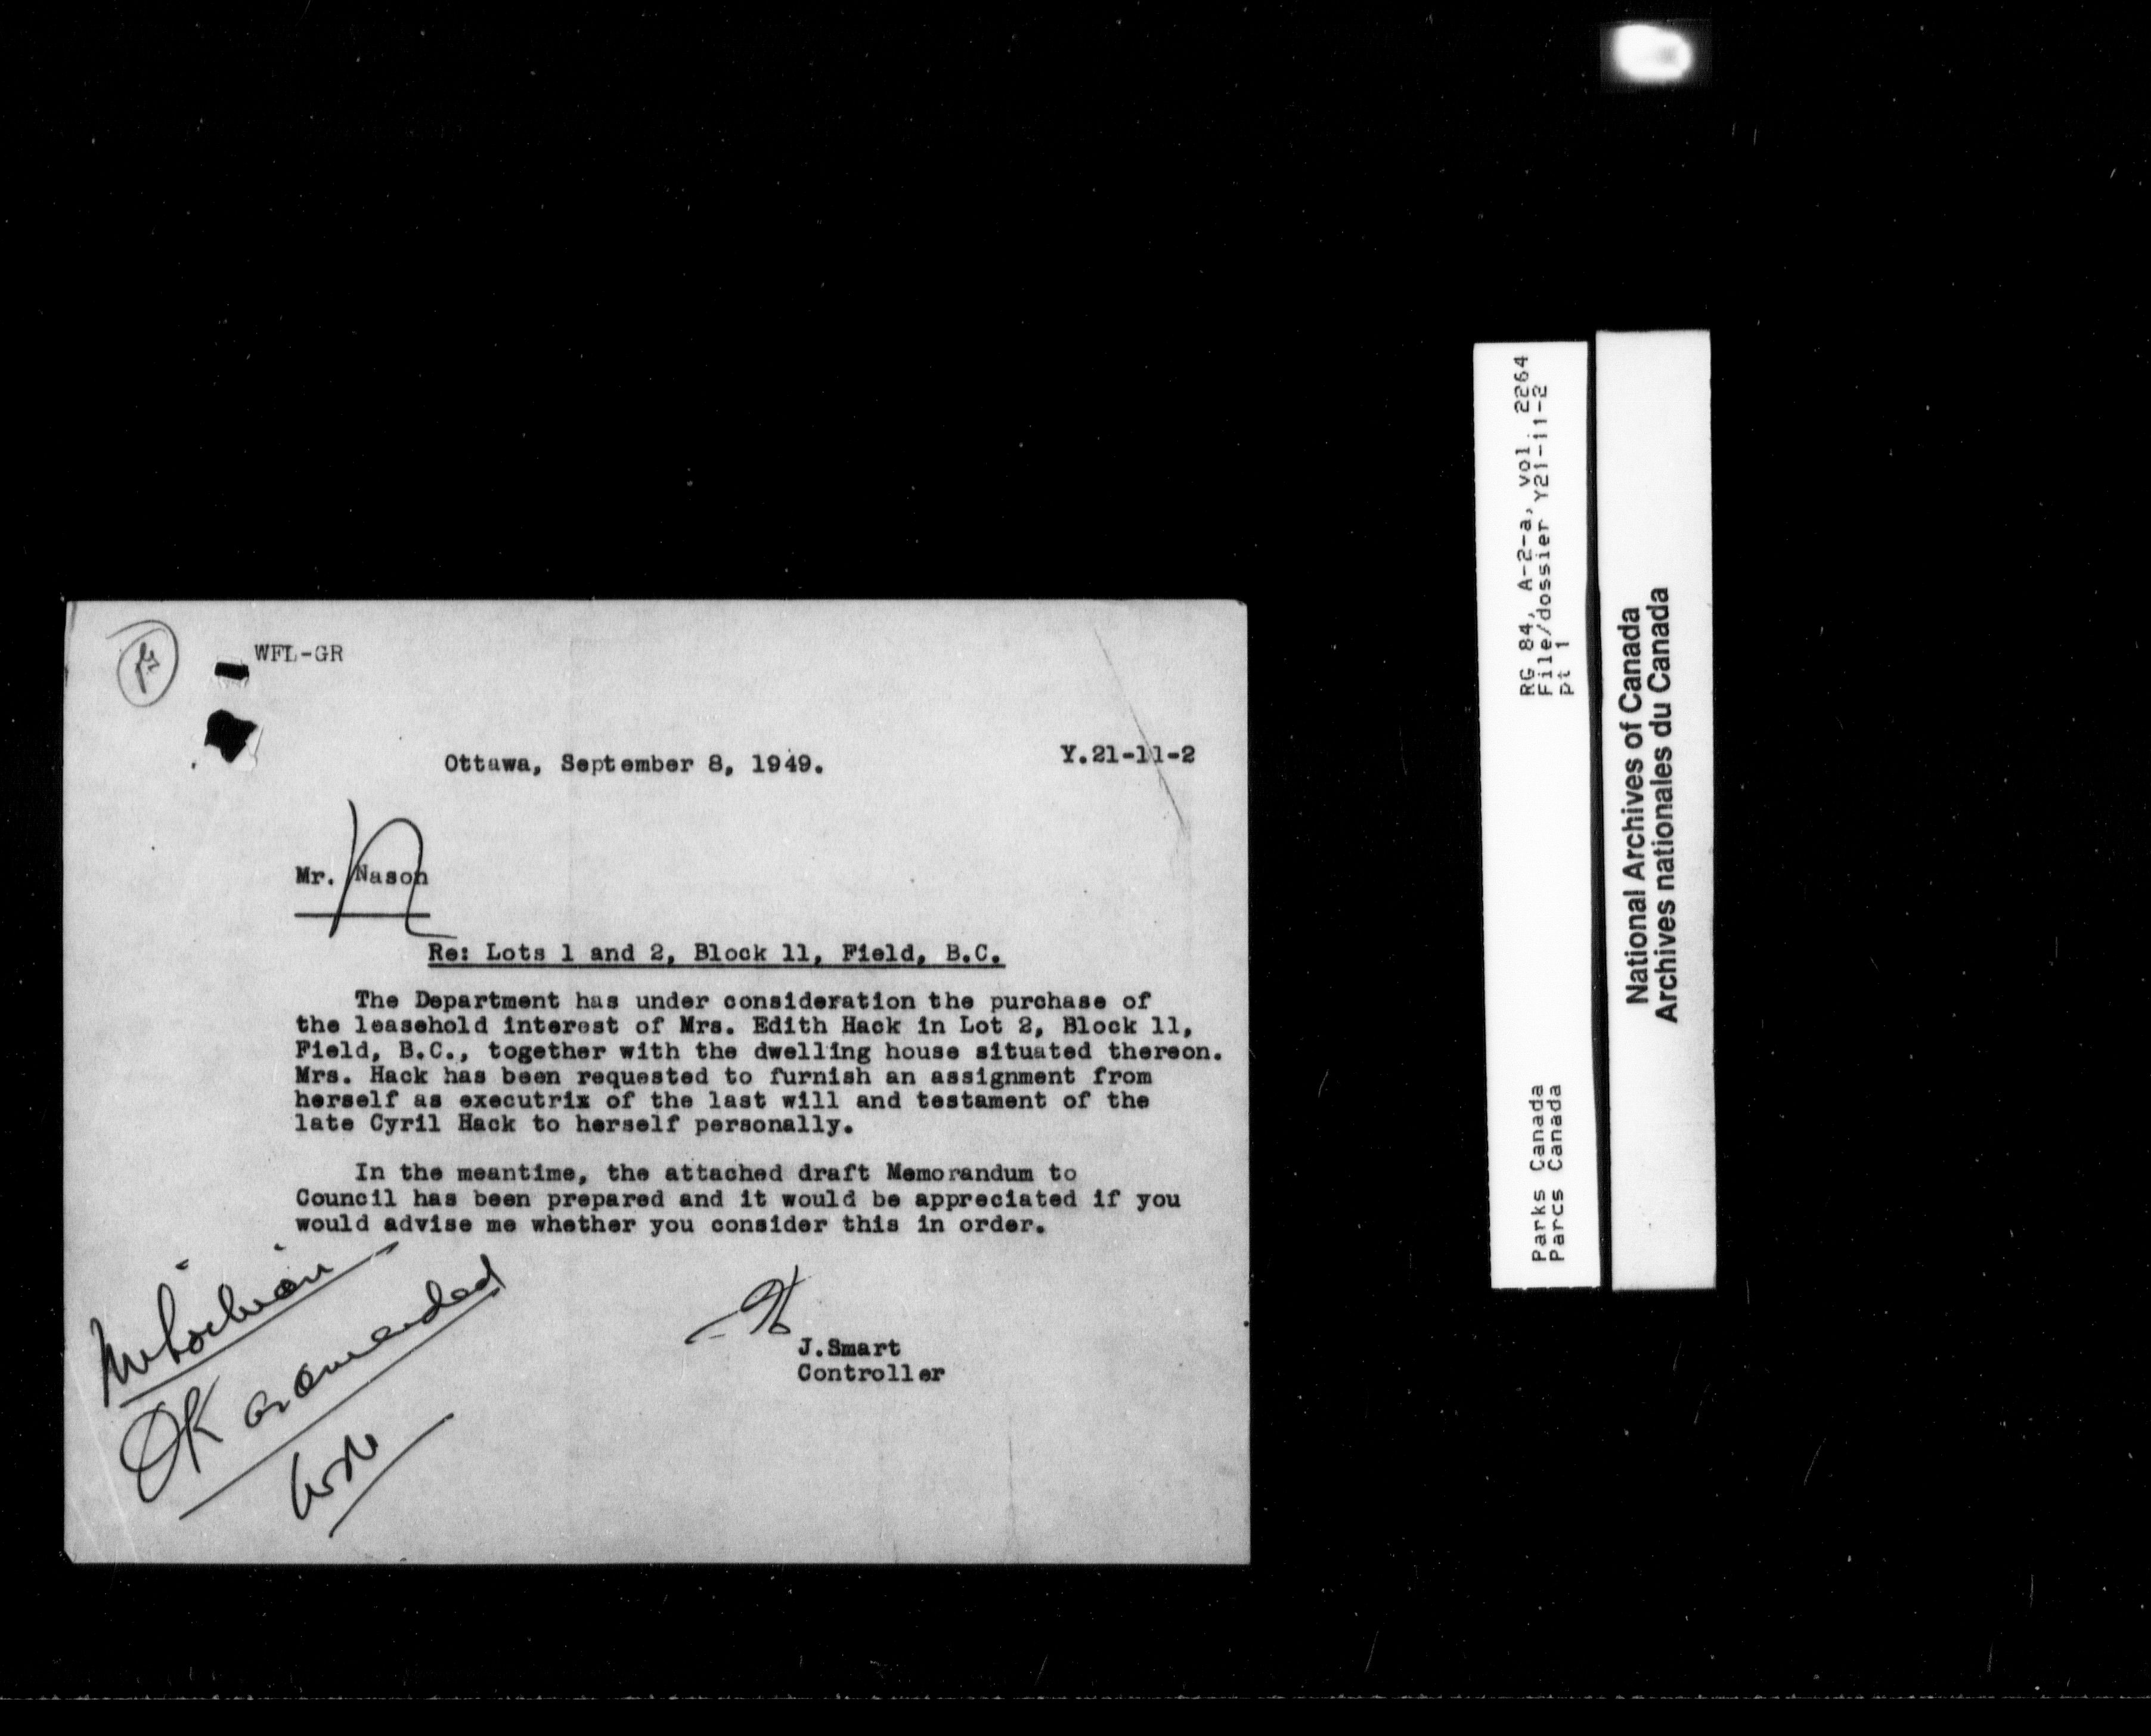 WFL-GR
Ottawa, September 8, 1949.
Y.21-11-2
Mr. Nason
Re: Lots 1 and 2, Block 11, Field, B.C.
The Department has under consideration the purchase of
the leasehold interest of Mrs. Edith Hack in Lot 2, Block 11,
Field, B.C., together with the dwelling house situated thereon.
Mrs. Hack has been requested to furnish an assignment from
herself as executrix of the last will and testament of the
late Cyril Hack to herself personally.
In the meantime, the attached draft Memorandum to
Council has been prepared and it would be appreciated if you
would advise me whether you consider this in order.
J.Smart
Controller
OK as amended
RG 84, A-2-a, vol. 2264
File/dossier Y21-11-2
pt 1
Parks Canada
Parcs Canada
National Archives of Canada
Archives nationales du Canada